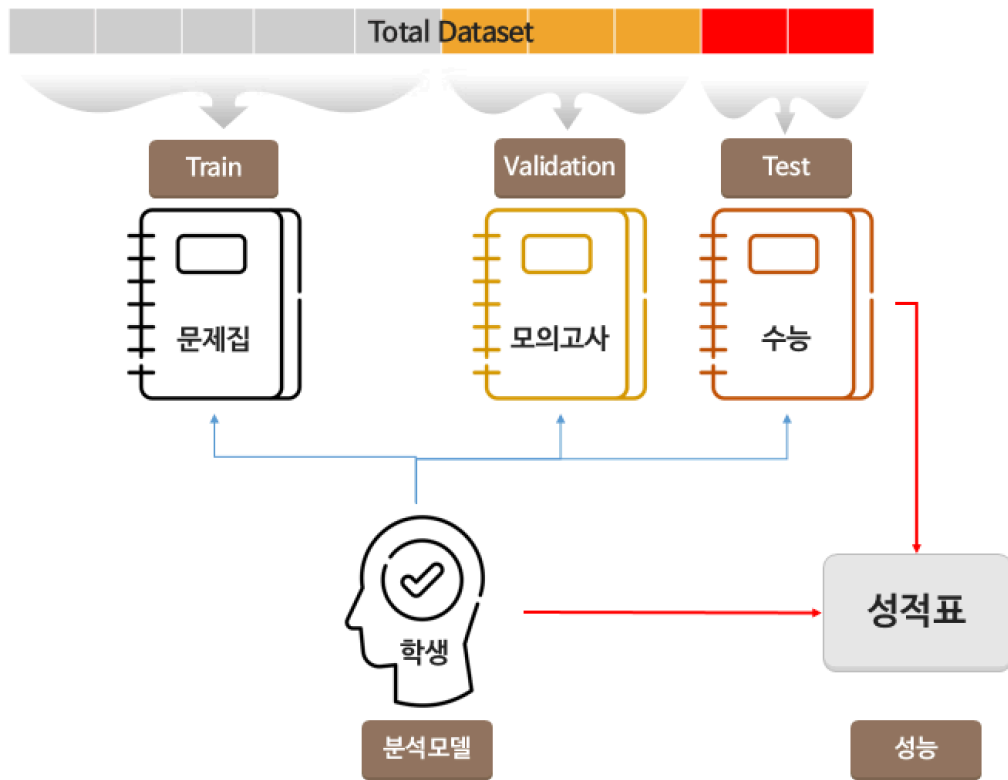 Total Dataset
Train
Validation
Test
문제집
모의고사
수능
학생
성적표
분석모델
성능